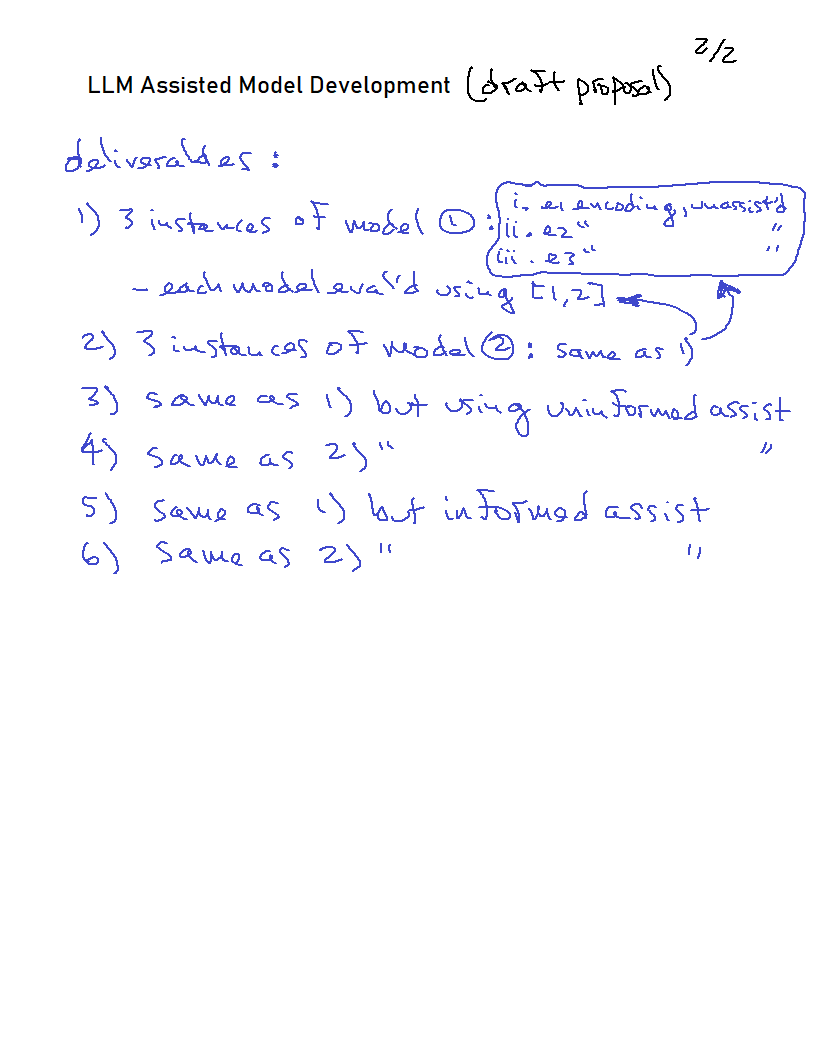 2/2
LLM Assisted Model Development (draft proposal)
deliverables :
1) 3 instances of model ① :
i. e1 encoding, unassist'd
ii. e2 " "
iii. e3 " "
- each model eval'd using [1,2]
2) 3 instances of model ② : same as 1)
3) same as 1) but using uninformed assist
4) same as 2) " "
5) same as 1) but informed assist
6) same as 2) " "